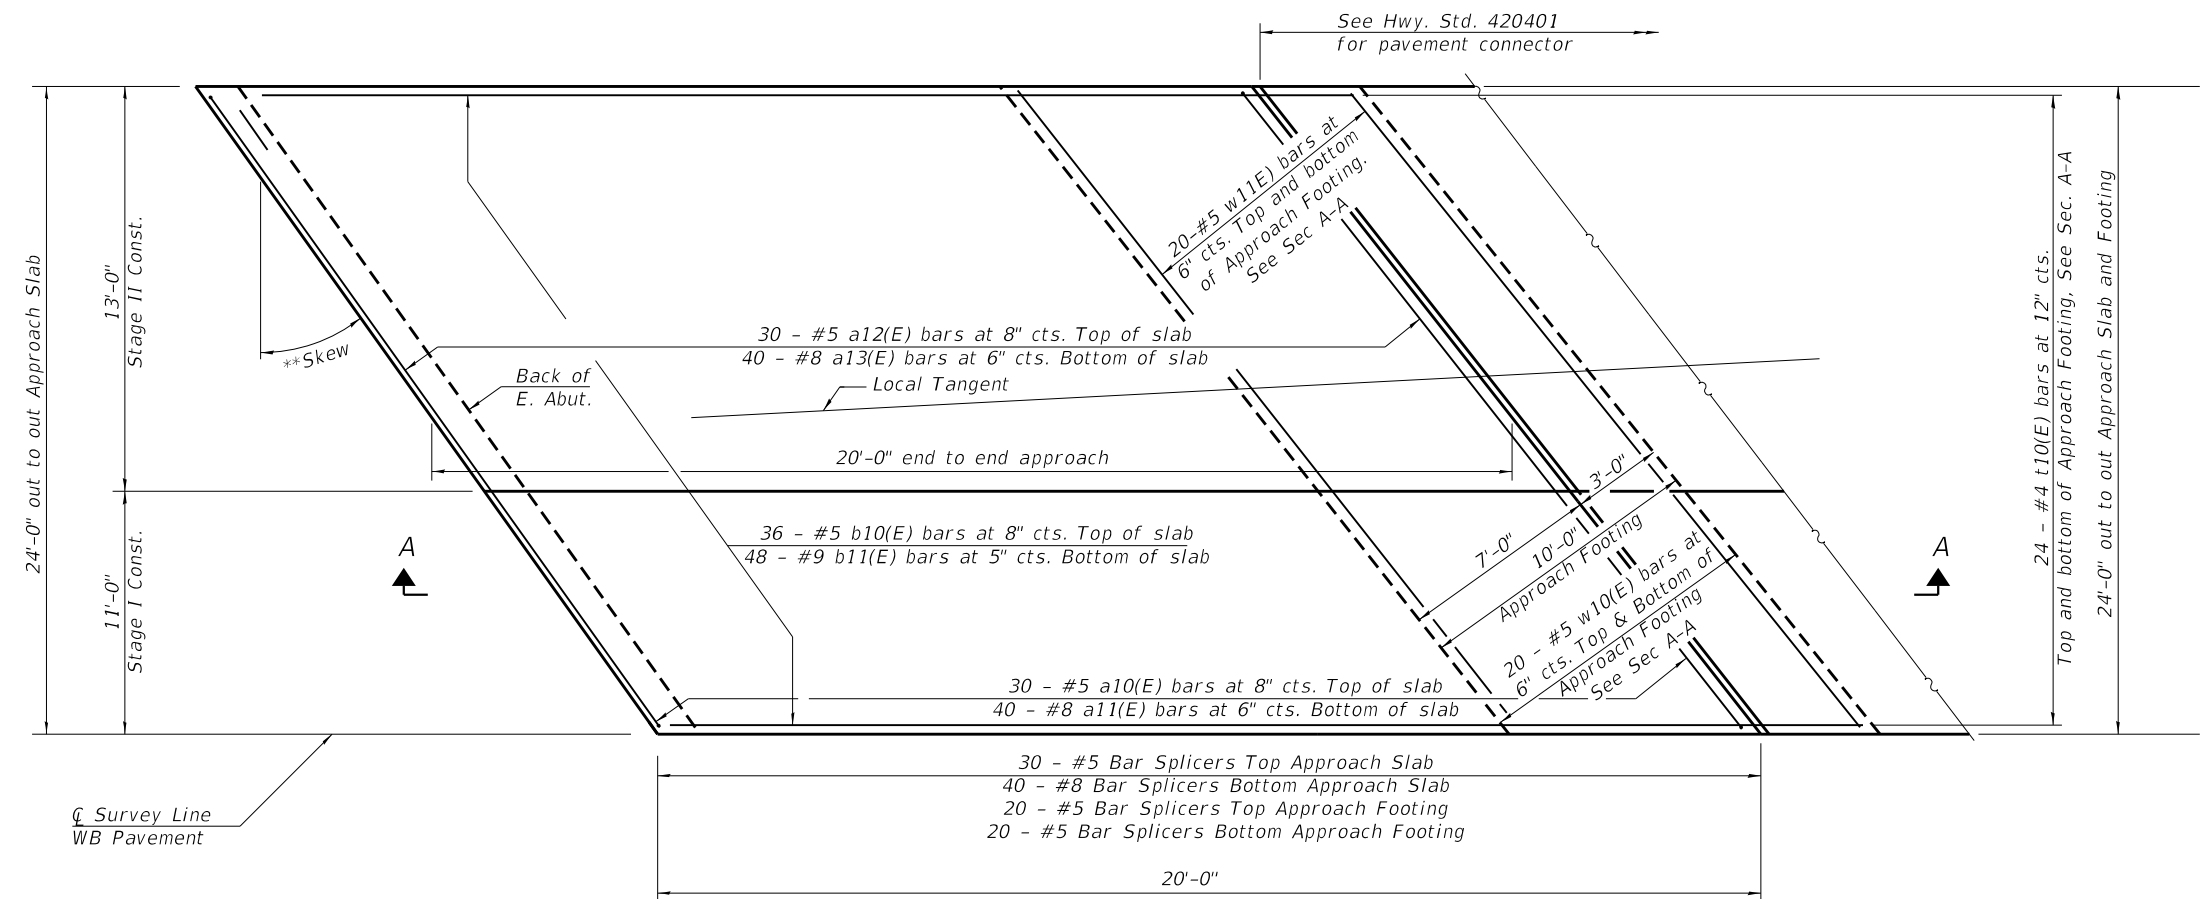 See Hwy. Std. 420401
for pavement connector
24'-0" out to out Approach Slab
13'-0"
Stage II Const.
11'-0"
Stage I Const.
**Skew
20-#5 w11E) bars at
6" cts. Top and bottom
of Approach Footing.
See Sec A-A
30 - #5 a12(E) bars at 8" cts. Top of slab
40 - #8 a13(E) bars at 6" cts. Bottom of slab
Back of
E. Abut.
Local Tangent
20'-0" end to end approach
36 - #5 b10(E) bars at 8" cts. Top of slab
48 - #9 b11(E) bars at 5" cts. Bottom of slab
A
A
3'-0"
7'-0"
10'-0"
Approach Footing
20 - #5 w10(E) bars at
6" cts. Top & Bottom of
Approach Footing
See Sec A-A
30 - #5 a10(E) bars at 8" cts. Top of slab
40 - #8 a11(E) bars at 6" cts. Bottom of slab
24 - #4 t10(E) bars at 12" cts.
Top and bottom of Approach Footing, See Sec. A-A
24'-0" out to out Approach Slab and Footing
30 - #5 Bar Splicers Top Approach Slab
40 - #8 Bar Splicers Bottom Approach Slab
20 - #5 Bar Splicers Top Approach Footing
20 - #5 Bar Splicers Bottom Approach Footing
℄ Survey Line
WB Pavement
20'-0"